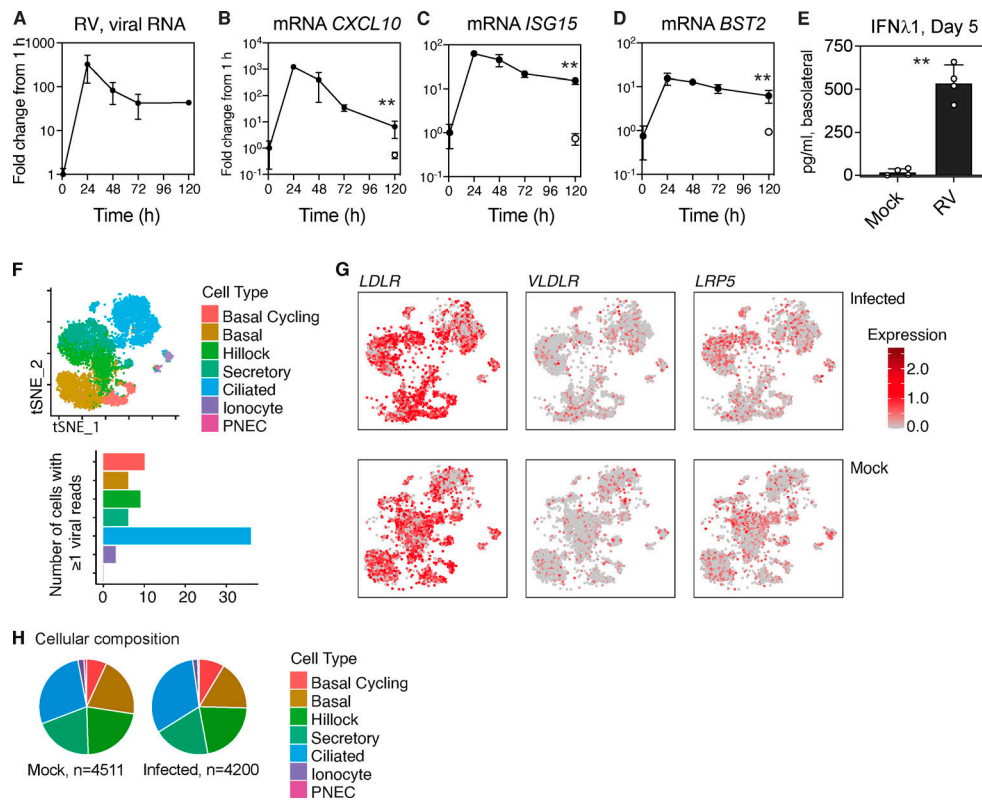 A
RV, viral RNA
Fold change from 1 h
1000
100
10
1
0 24 48 72 96 120
Time (h)
B
mRNA CXCL10
Fold change from 1 h
10⁴
10³
10²
10¹
10⁰
10⁻¹
0 24 48 72 96 120
**
Time (h)
C
mRNA ISG15
10²
10¹
10⁰
10⁻¹
0 24 48 72 96 120
**
Time (h)
D
mRNA BST2
10²
10¹
10⁰
10⁻¹
0 24 48 72 96 120
**
Time (h)
E
IFNλ1, Day 5
pg/ml, basolateral
750
500
250
0
**
Mock
RV
F
tSNE_2
tSNE_1
Cell Type
Basal Cycling
Basal
Hillock
Secretory
Ciliated
Ionocyte
PNEC
Number of cells with
≥1 viral reads
0 10 20 30
G
LDLR VLDLR LRP5
Infected
Expression
2.0
1.0
0.0
Mock
H Cellular composition
Mock, n=4511 Infected, n=4200
Cell Type
Basal Cycling
Basal
Hillock
Secretory
Ciliated
Ionocyte
PNEC